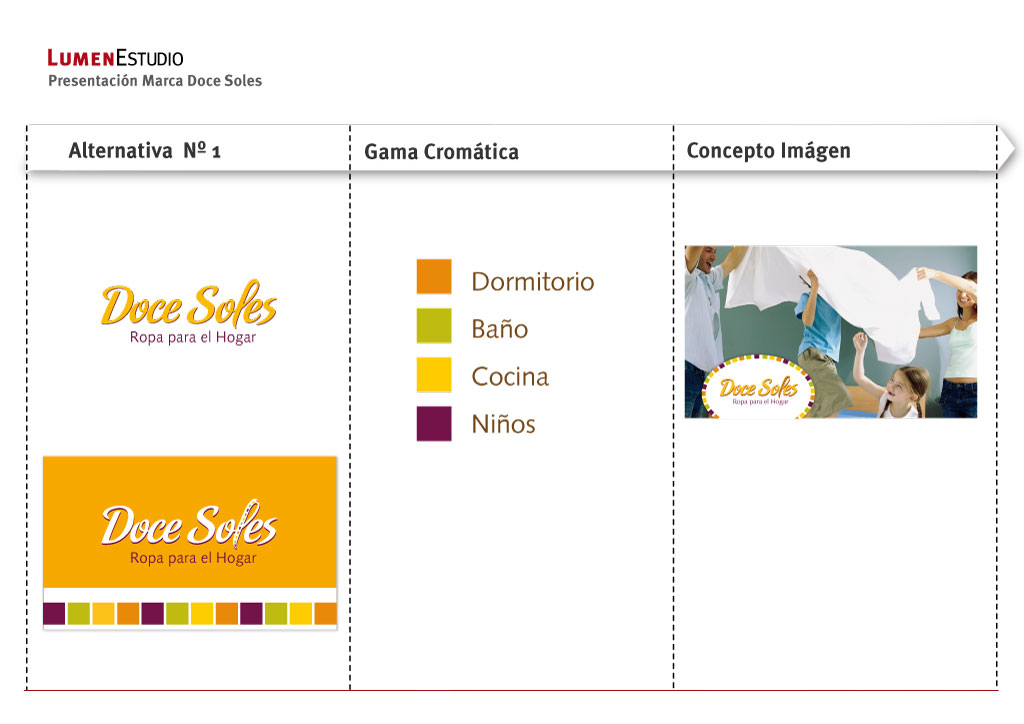 LUMENESTUDIO
Presentación Marca Doce Soles
Alternativa Nº 1
Gama Cromática
Concepto Imágen
Doce Soles
Ropa para el Hogar
Doce Soles
Ropa para el Hogar
Dormitorio
Baño
Cocina
Niños
Doce Soles
Ropa para el Hogar